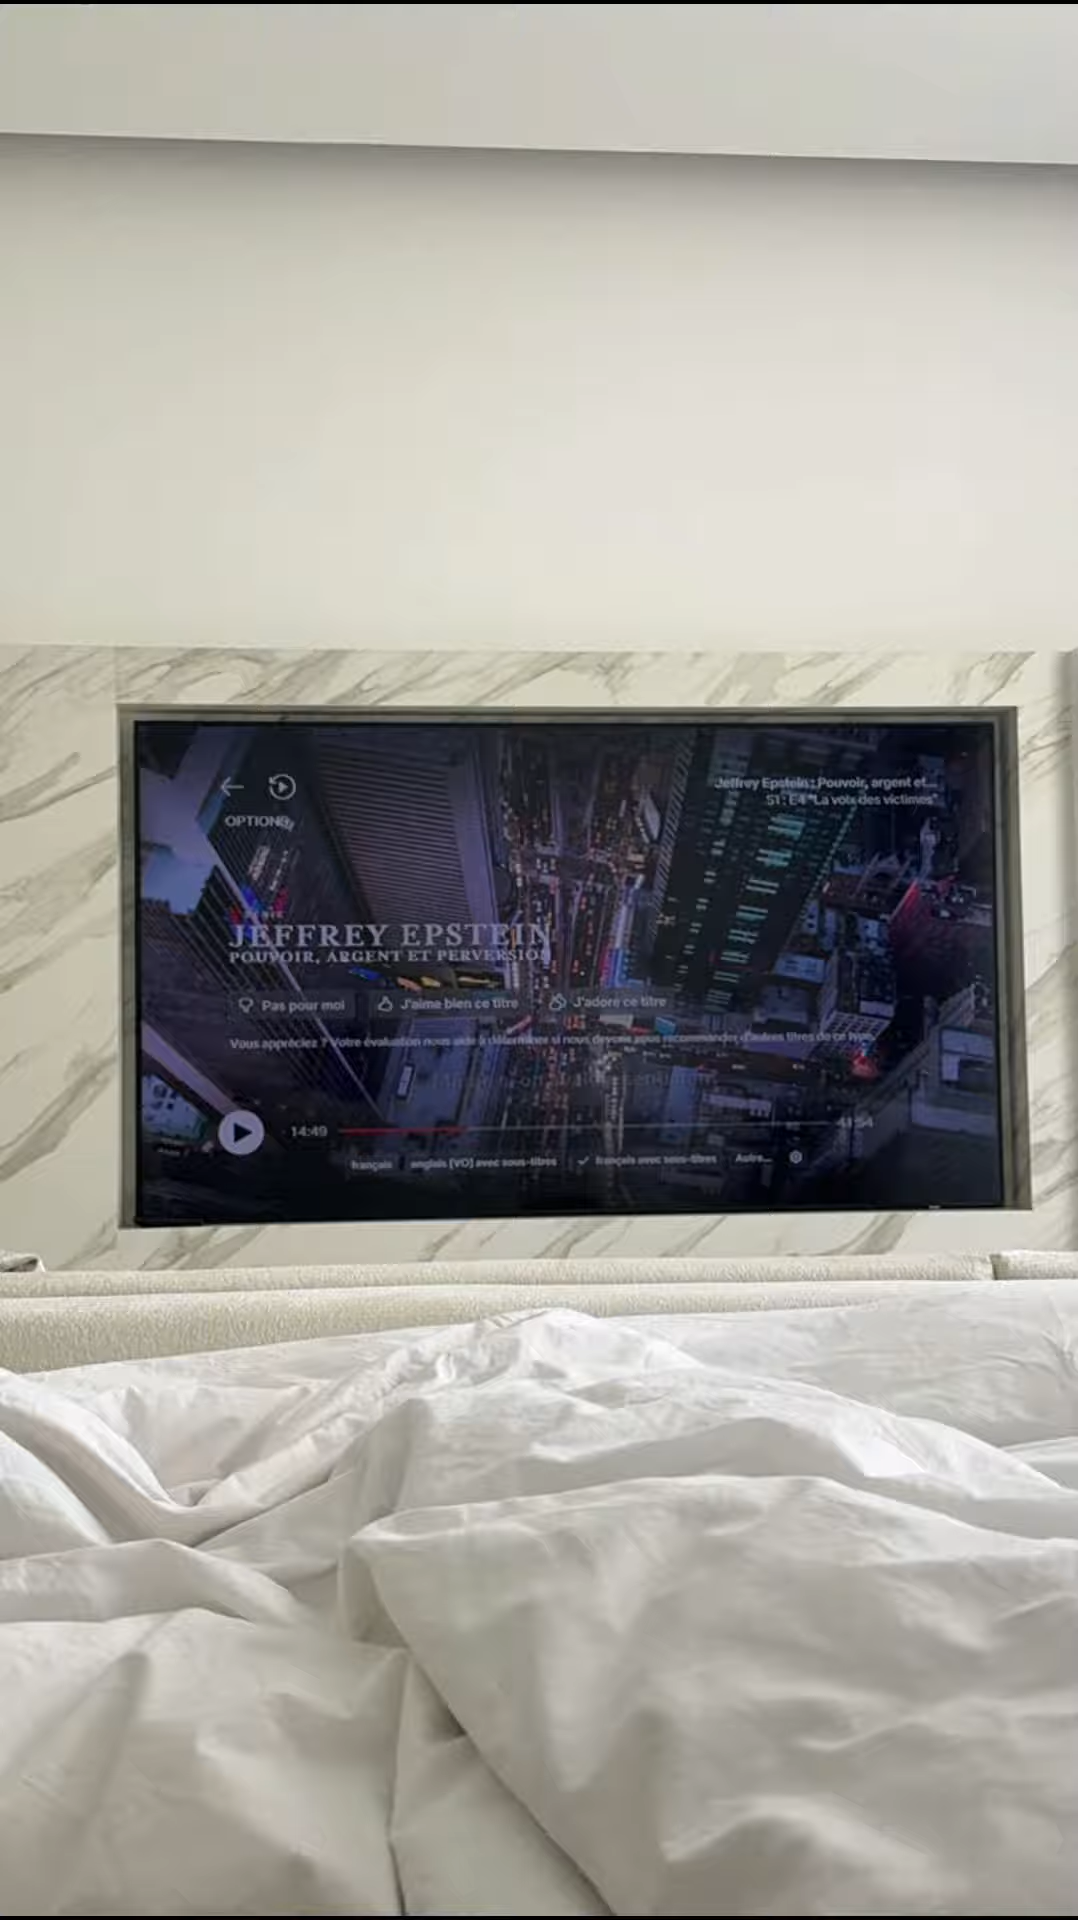 Jeffrey Epstein : Pouvoir, argent et...
S1 : E4 "La voix des victimes"
OPTIONS
SÉRIE
JEFFREY EPSTEIN
POUVOIR, ARGENT ET PERVERSION
Pas pour moi J'aime bien ce titre J'adore ce titre
Vous appréciez ? Votre évaluation nous aide à déterminer si nous devons vous recommander d'autres titres de ce type.
14:49
français anglais [VO] avec sous-titres français avec sous-titres Autre...